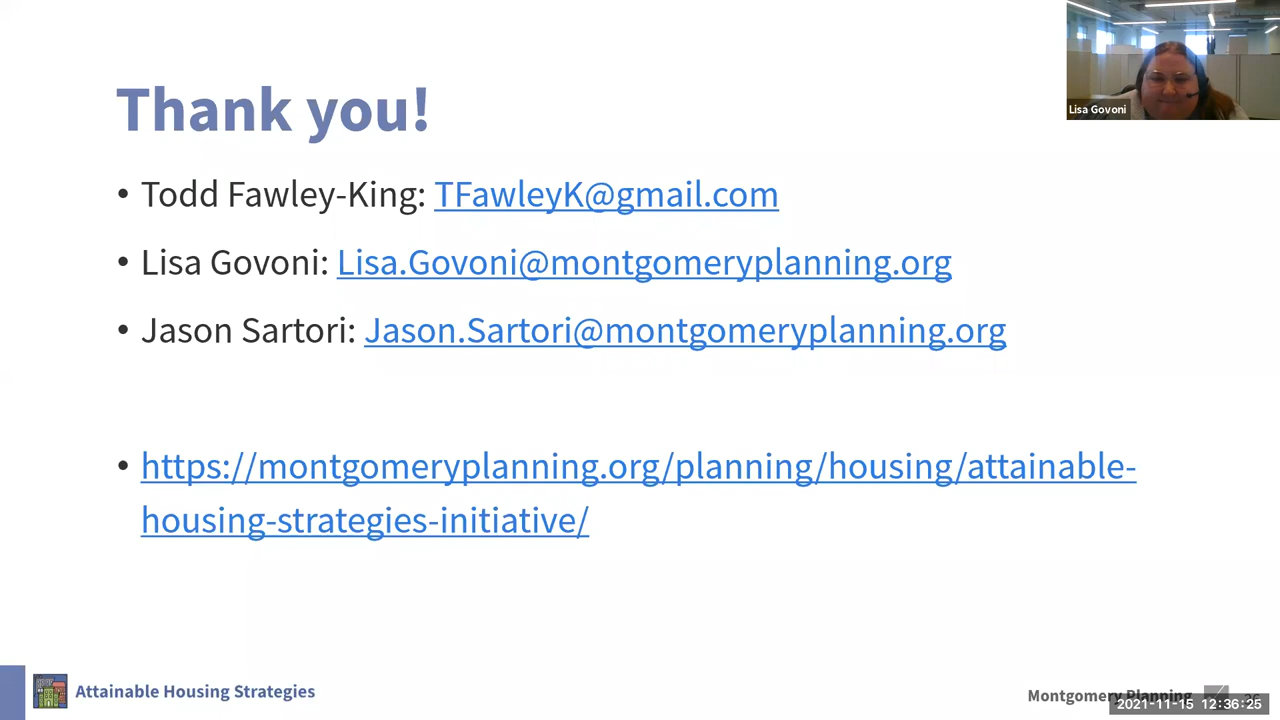 Thank you!
Lisa Govoni
• Todd Fawley-King: TFawleyK@gmail.com
• Lisa Govoni: Lisa.Govoni@montgomeryplanning.org
• Jason Sartori: Jason.Sartori@montgomeryplanning.org
• https://montgomeryplanning.org/planning/housing/attainable-
housing-strategies-initiative/
Attainable Housing Strategies
Montgomery Planning
2021-11-15 12:36:25